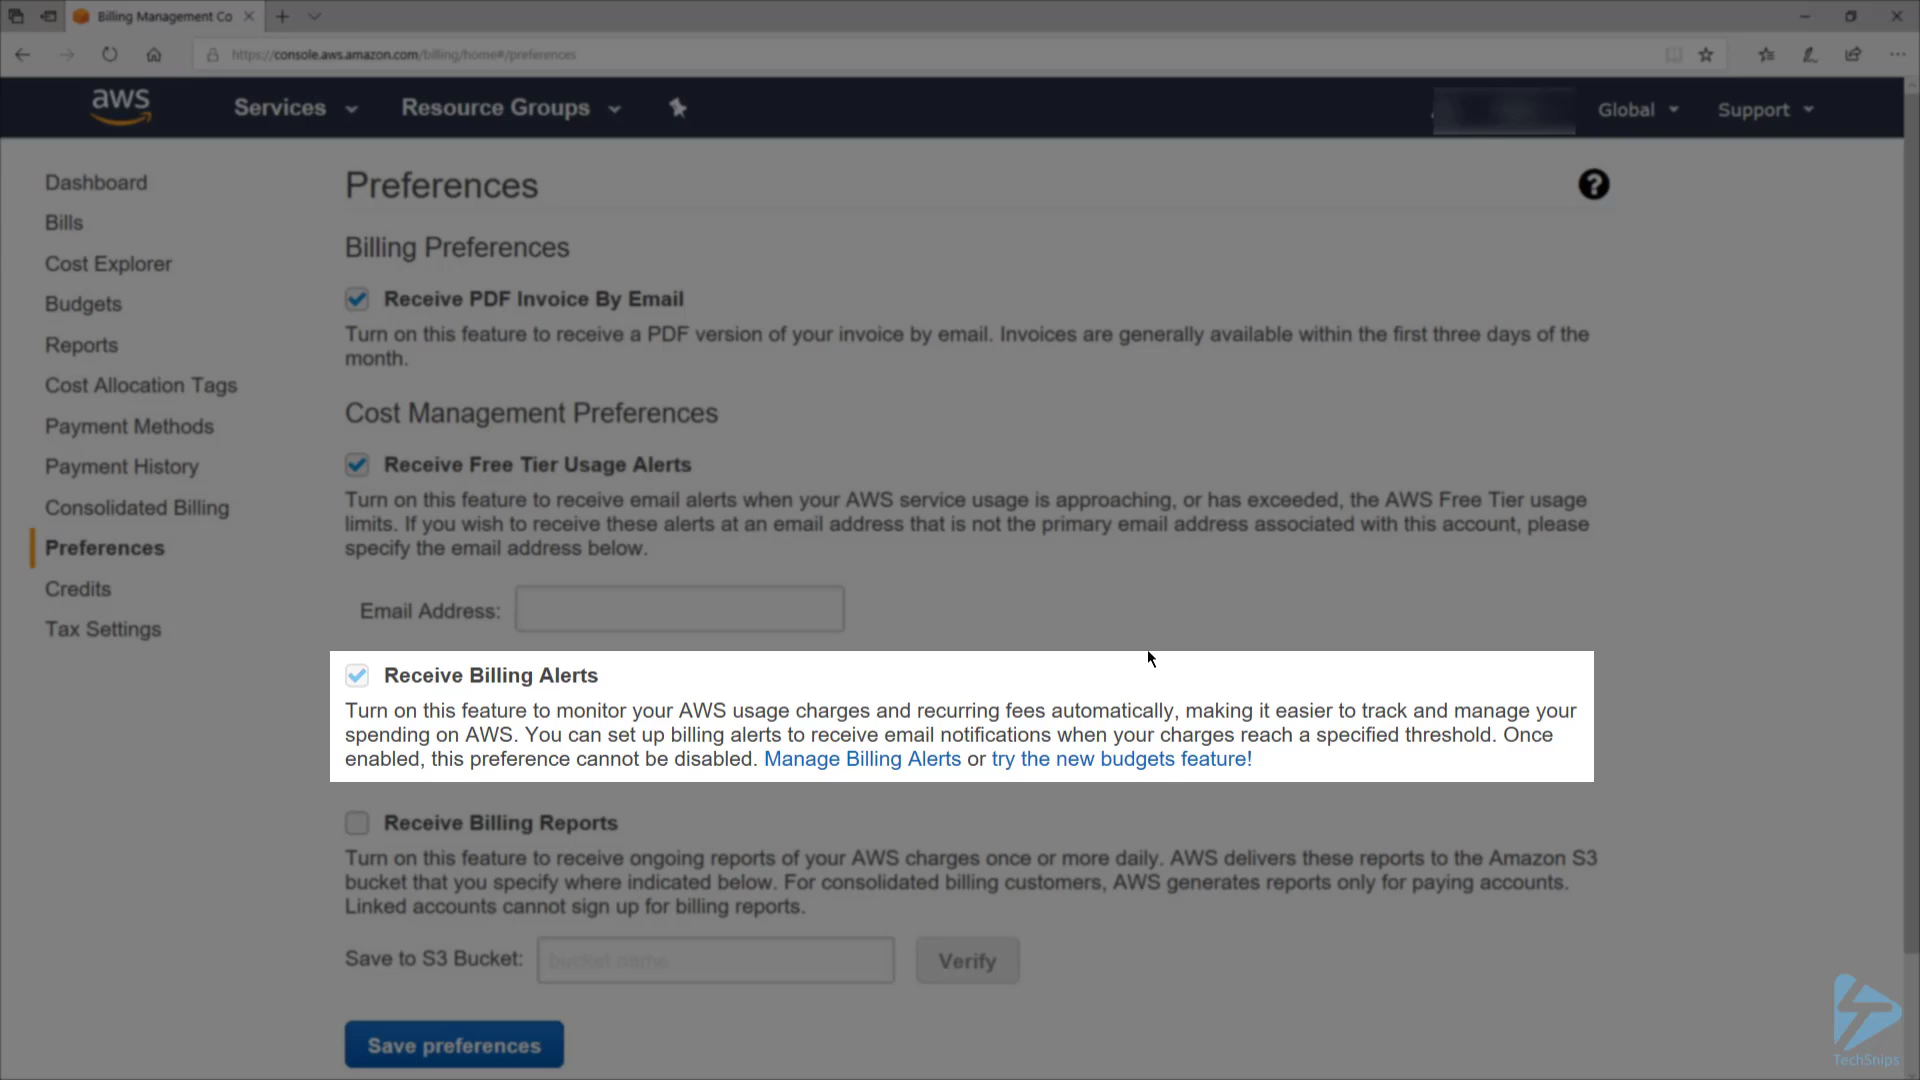 Billing Management Co
https://console.aws.amazon.com/billing/home#/preferences
aws
Services
Resource Groups
Global
Support
Dashboard
Bills
Cost Explorer
Budgets
Reports
Cost Allocation Tags
Payment Methods
Payment History
Consolidated Billing
Preferences
Credits
Tax Settings
Preferences
Billing Preferences
Receive PDF Invoice By Email
Turn on this feature to receive a PDF version of your invoice by email. Invoices are generally available within the first three days of the
month.
Cost Management Preferences
Receive Free Tier Usage Alerts
Turn on this feature to receive email alerts when your AWS service usage is approaching, or has exceeded, the AWS Free Tier usage
limits. If you wish to receive these alerts at an email address that is not the primary email address associated with this account, please
specify the email address below.
Email Address:
Receive Billing Alerts
Turn on this feature to monitor your AWS usage charges and recurring fees automatically, making it easier to track and manage your
spending on AWS. You can set up billing alerts to receive email notifications when your charges reach a specified threshold. Once
enabled, this preference cannot be disabled. Manage Billing Alerts or try the new budgets feature!
Receive Billing Reports
Turn on this feature to receive ongoing reports of your AWS charges once or more daily. AWS delivers these reports to the Amazon S3
bucket that you specify where indicated below. For consolidated billing customers, AWS generates reports only for paying accounts.
Linked accounts cannot sign up for billing reports.
Save to S3 Bucket: bucket name Verify
Save preferences
TechSnips